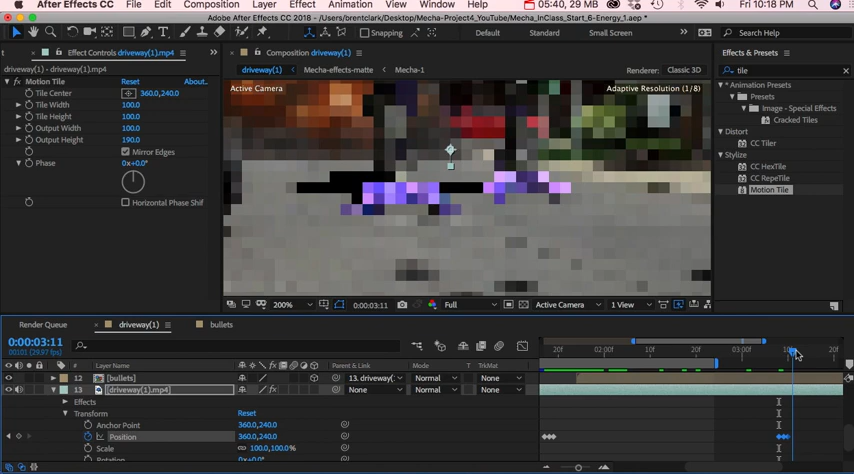 After Effects CC File Edit Composition Layer Effect Animation View Window Help 05:40, 29 MB Fri 10:18 PM
Adobe After Effects CC 2018 - /Users/brentclark/Desktop/Mecha-Project4_YouTube/Mecha_InClass_Start_6-Energy_1.aep *
Snapping Default Standard Small Screen Search Help
Effect Controls driveway(1).mp4
Composition driveway(1)
Effects & Presets
driveway(1) • driveway(1).mp4
driveway(1) Mecha-effects-matte Mecha-1 Renderer: Classic 3D
tile
fx Motion Tile Reset About..
Tile Center 360.0,240.0
Tile Width 100.0
Tile Height 100.0
Output Width 100.0
Output Height 190.0
Mirror Edges
Phase 0x+0.0°
Horizontal Phase Shif
Active Camera Adaptive Resolution (1/8)
* Animation Presets
Presets
Image - Special Effects
Cracked Tiles
Distort
CC Tiler
Stylize
CC HexTile
CC RepeTile
Motion Tile
200% 0:00:03:11 Full Active Camera 1 View
Render Queue driveway(1) bullets
0:00:03:11
00101 (29.97 fps)
20f 02:00f 10f 20f 03:00f 10f 20f
# Layer Name Parent & Link Mode T TrkMat
12 [bullets] 13. driveway( Normal None
13 [driveway(1).mp4] None Normal None
Effects
Transform Reset
Anchor Point 360.0,240.0
Position 360.0,240.0
Scale 100.0,100.0%
Rotation 0x+0.0°